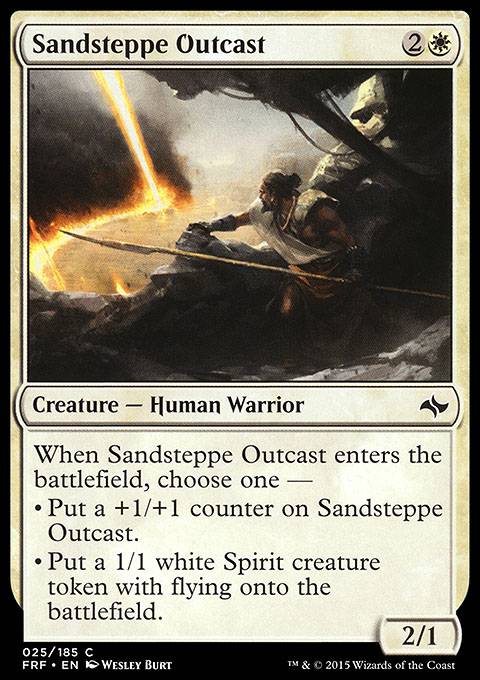 Sandsteppe Outcast 2
Creature — Human Warrior
When Sandsteppe Outcast enters the
battlefield, choose one —
• Put a +1/+1 counter on Sandsteppe
Outcast.
• Put a 1/1 white Spirit creature
token with flying onto the
battlefield.
2/1
025/185 C
FRF • EN Wesley Burt
™ & © 2015 Wizards of the Coast